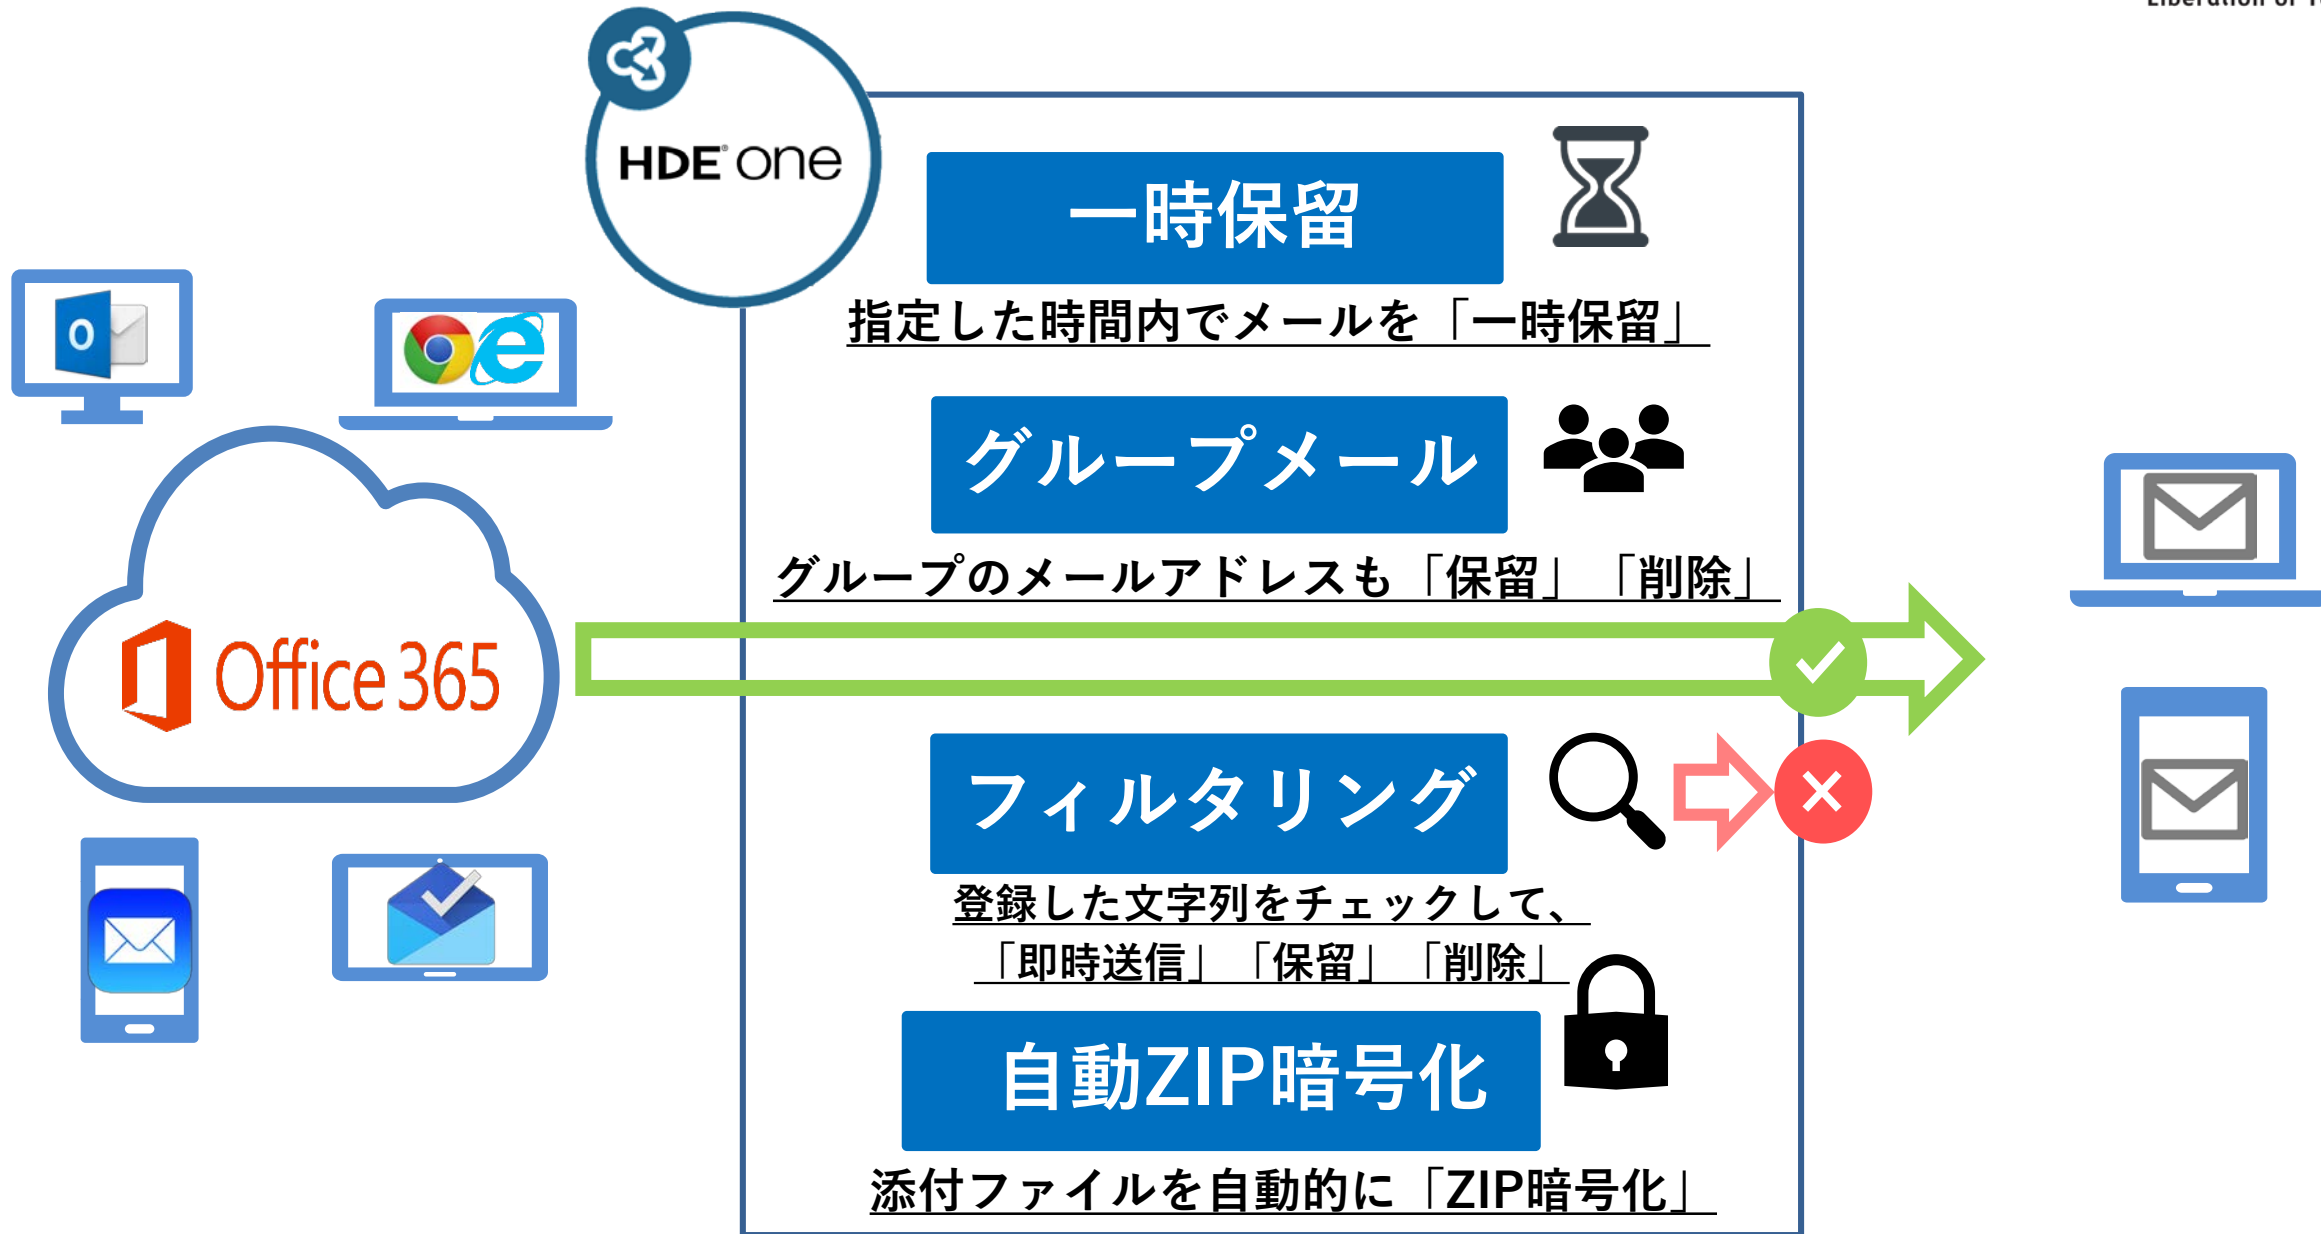 Liberation of
HDE® one
一時保留
指定した時間内でメールを「一時保留」
グループメール
グループのメールアドレスも「保留」「削除」
Office 365
フィルタリング
登録した文字列をチェックして、
「即時送信」「保留」「削除」
自動ZIP暗号化
添付ファイルを自動的に「ZIP暗号化」